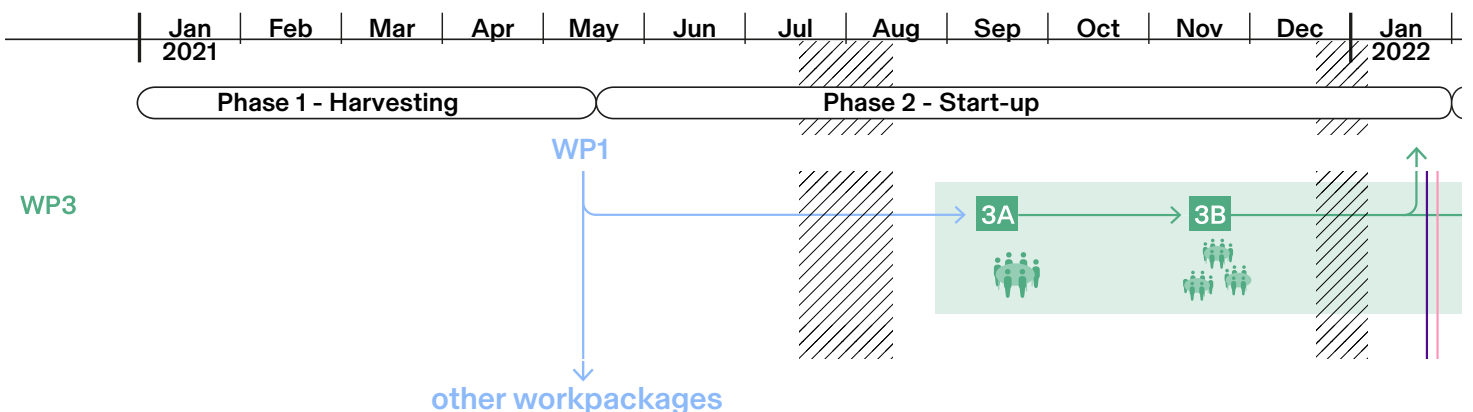 Jan Feb Mar Apr May Jun Jul Aug Sep Oct Nov Dec Jan
2021 2022
Phase 1 - Harvesting Phase 2 - Start-up
WP1
WP3 3A 3B
other workpackages